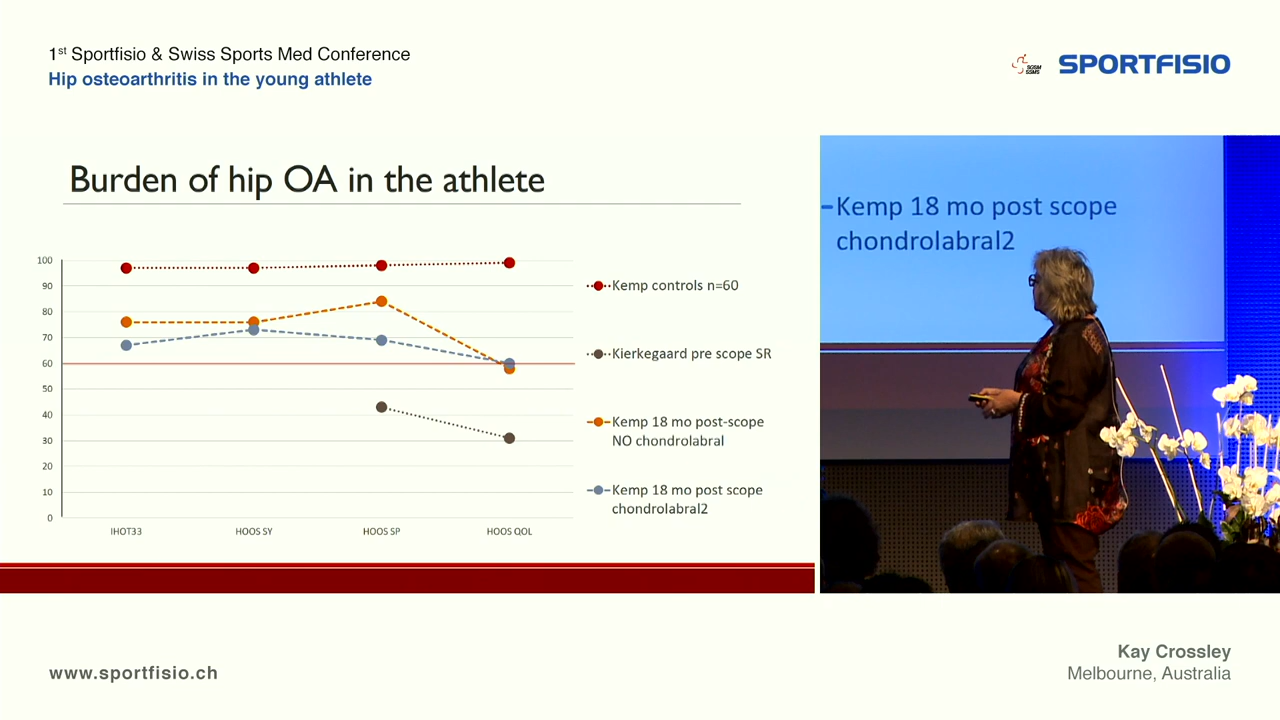 1st Sportfisio & Swiss Sports Med Conference
Hip osteoarthritis in the young athlete
SGSM
SSMS
SPORTFISIO
Burden of hip OA in the athlete
100
90
80
70
60
50
40
30
20
10
0
IHOT33
HOOS SY
HOOS SP
HOOS QOL
Kemp controls n=60
Kierkegaard pre scope SR
Kemp 18 mo post-scope
NO chondrolabral
Kemp 18 mo post scope
chondrolabral2
Kemp 18 mo post scope
chondrolabral2
www.sportfisio.ch
Kay Crossley
Melbourne, Australia